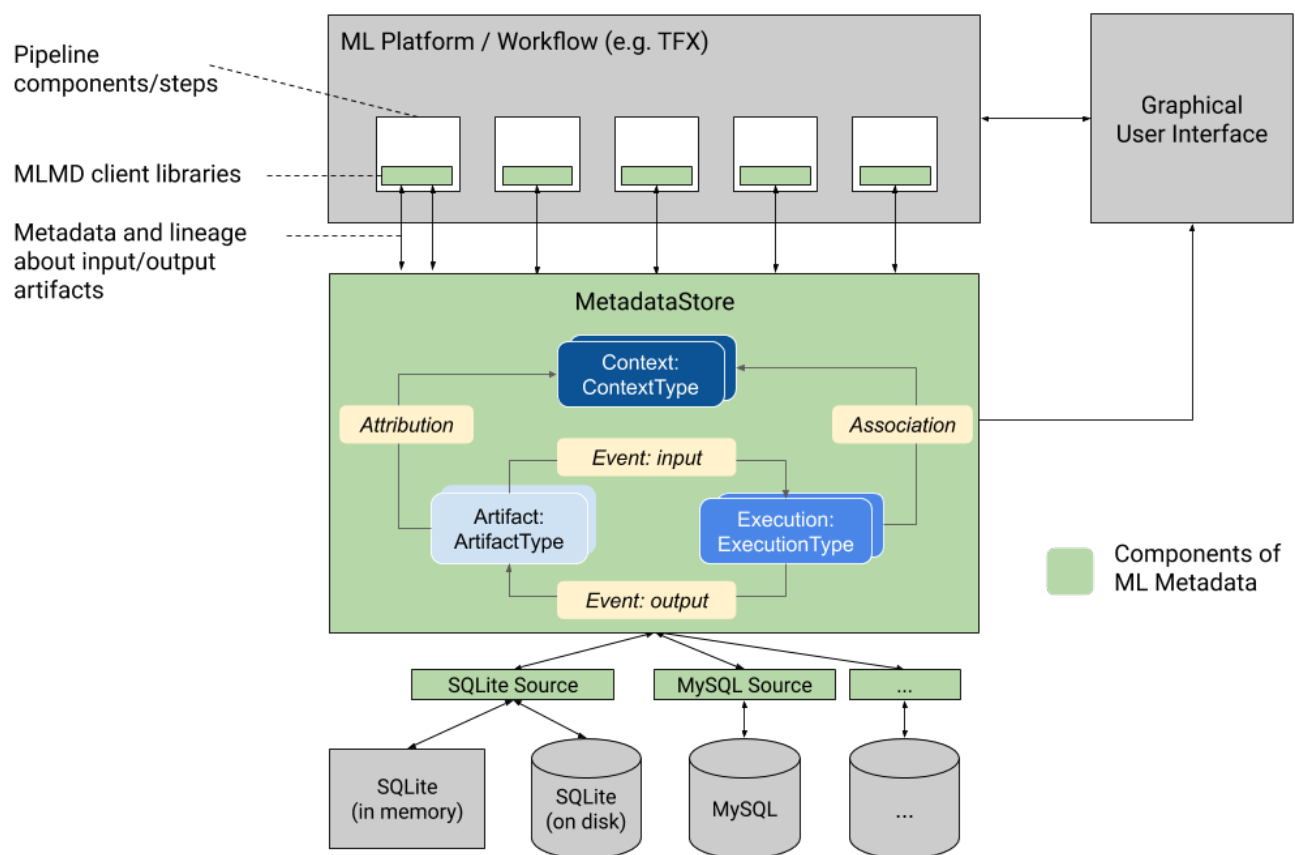 ML Platform / Workflow (e.g. TFX)
Pipeline
components/steps
MLMD client libraries
Metadata and lineage
about input/output
artifacts
Graphical
User Interface
MetadataStore
Context:
ContextType
Attribution
Association
Event: input
Artifact:
ArtifactType
Execution:
ExecutionType
Event: output
Components of
ML Metadata
SQLite Source
MySQL Source
...
SQLite
(in memory)
SQLite
(on disk)
MySQL
...